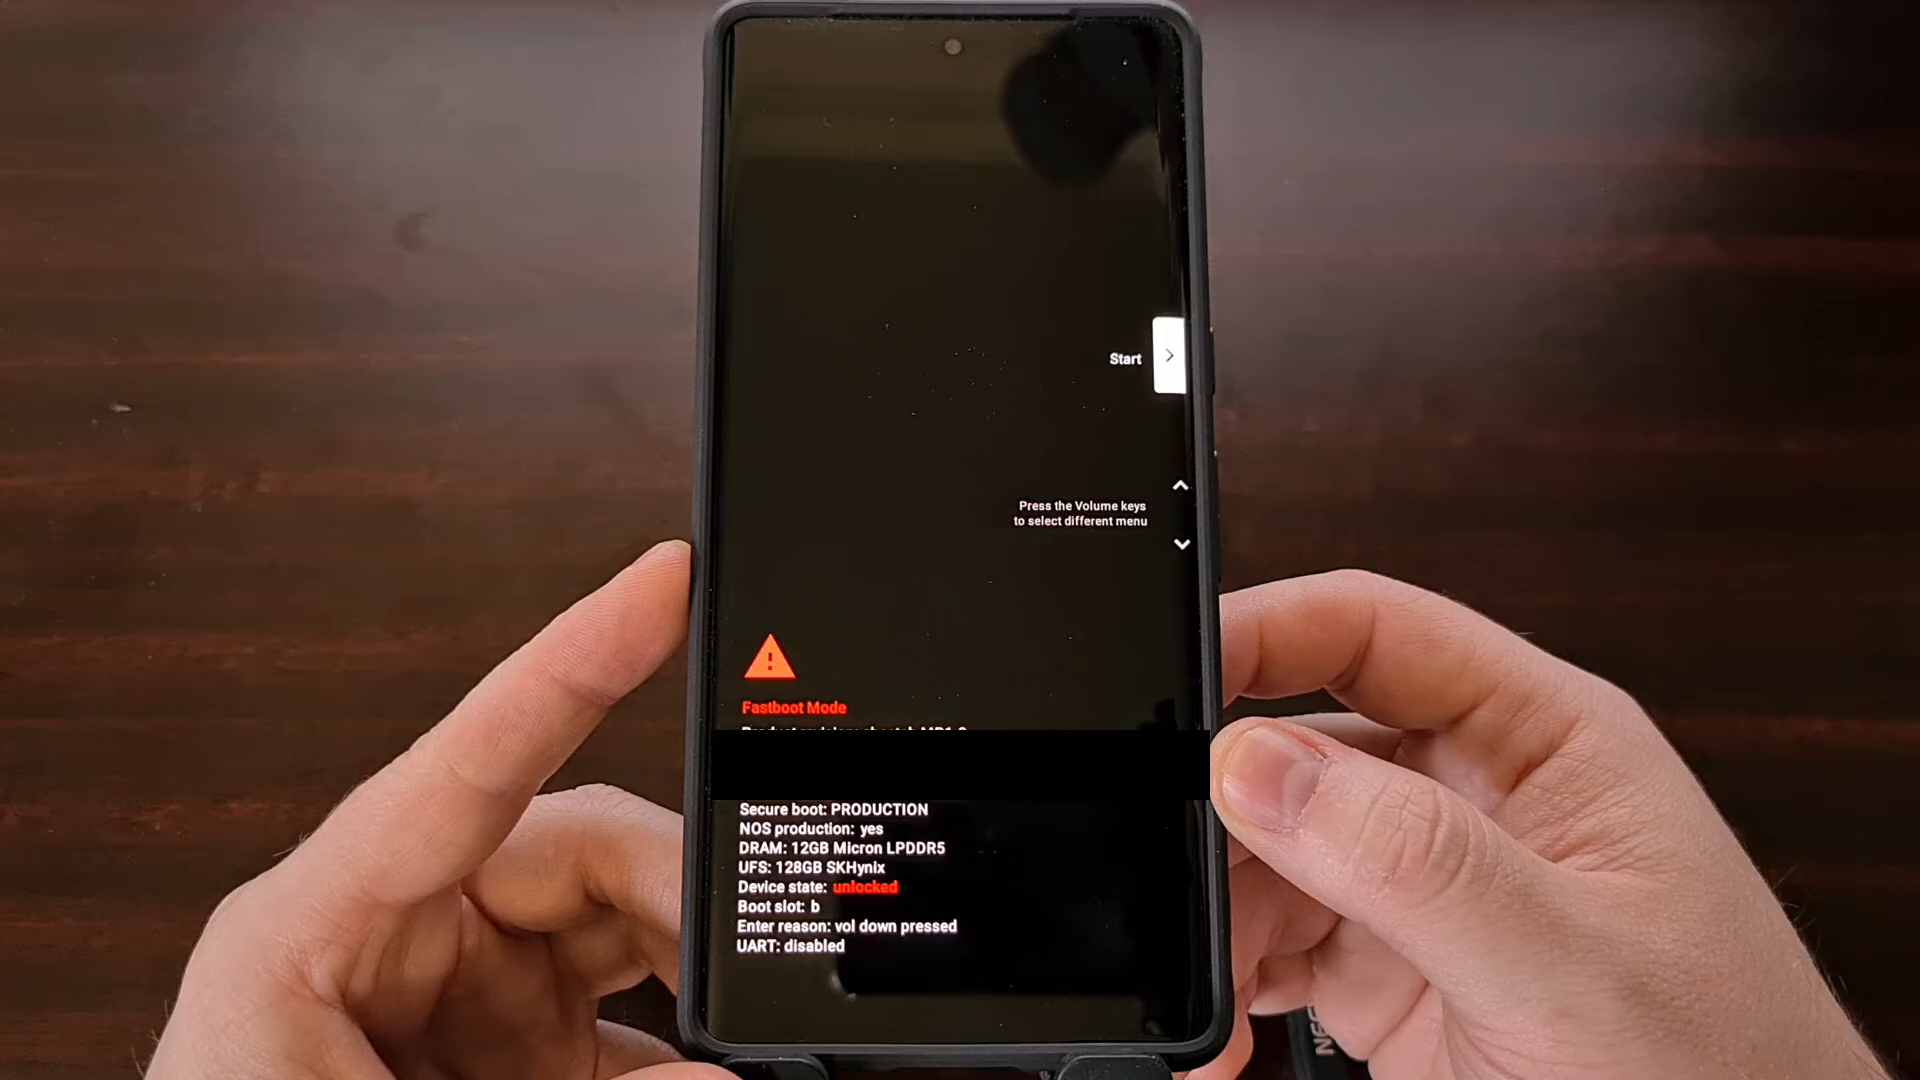 Start
Press the Volume keys
to select different menu
Fastboot Mode
Secure boot: PRODUCTION
NOS production: yes
DRAM: 12GB Micron LPDDR5
UFS: 128GB SKHynix
Device state: unlocked
Boot slot: b
Enter reason: vol down pressed
UART: disabled